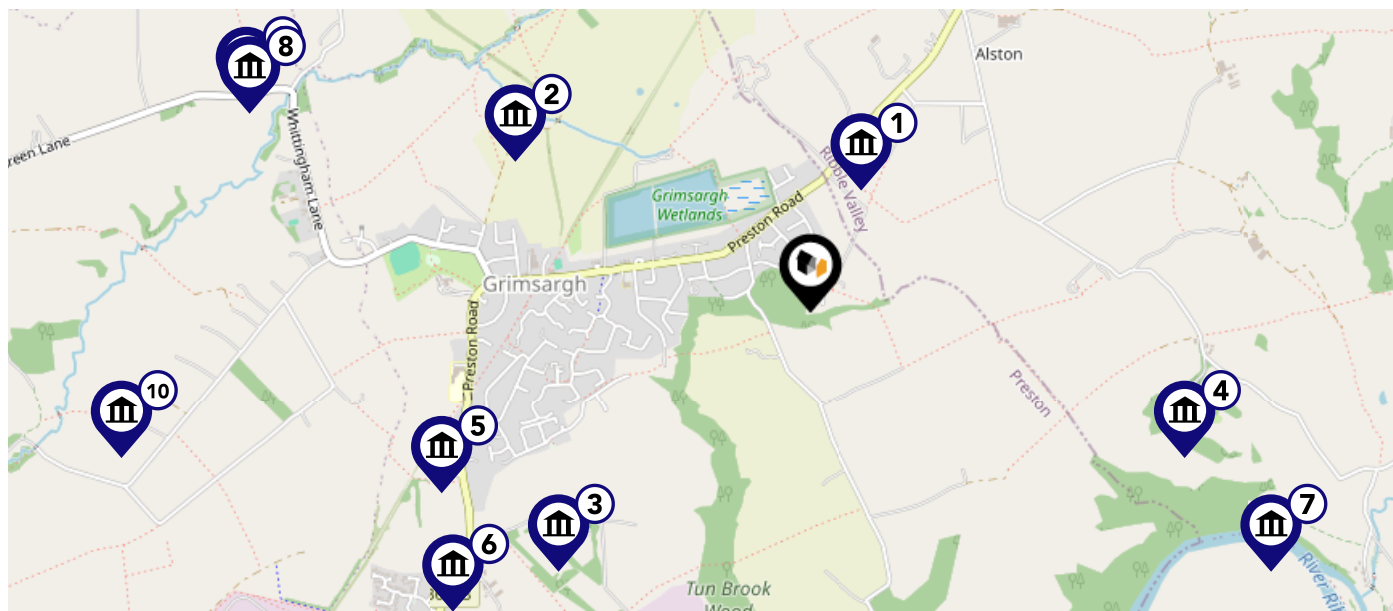 8
Alston
2
1
reen Lane
Whittingham Lane
Ribble Valley
Grimsargh
Wetlands
Preston Road
Grimsargh
Preston Road
Preston
10
4
5
3
7
6
River Ri
Tun Brook
Wood